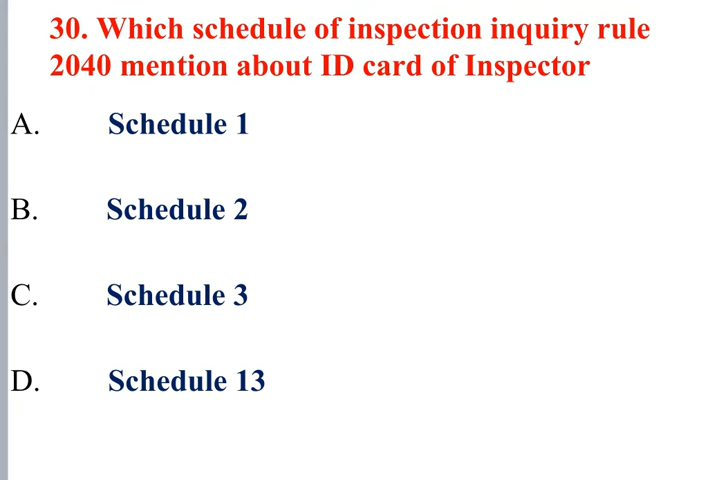 30. Which schedule of inspection inquiry rule
2040 mention about ID card of Inspector
A. Schedule 1
B. Schedule 2
C. Schedule 3
D. Schedule 13